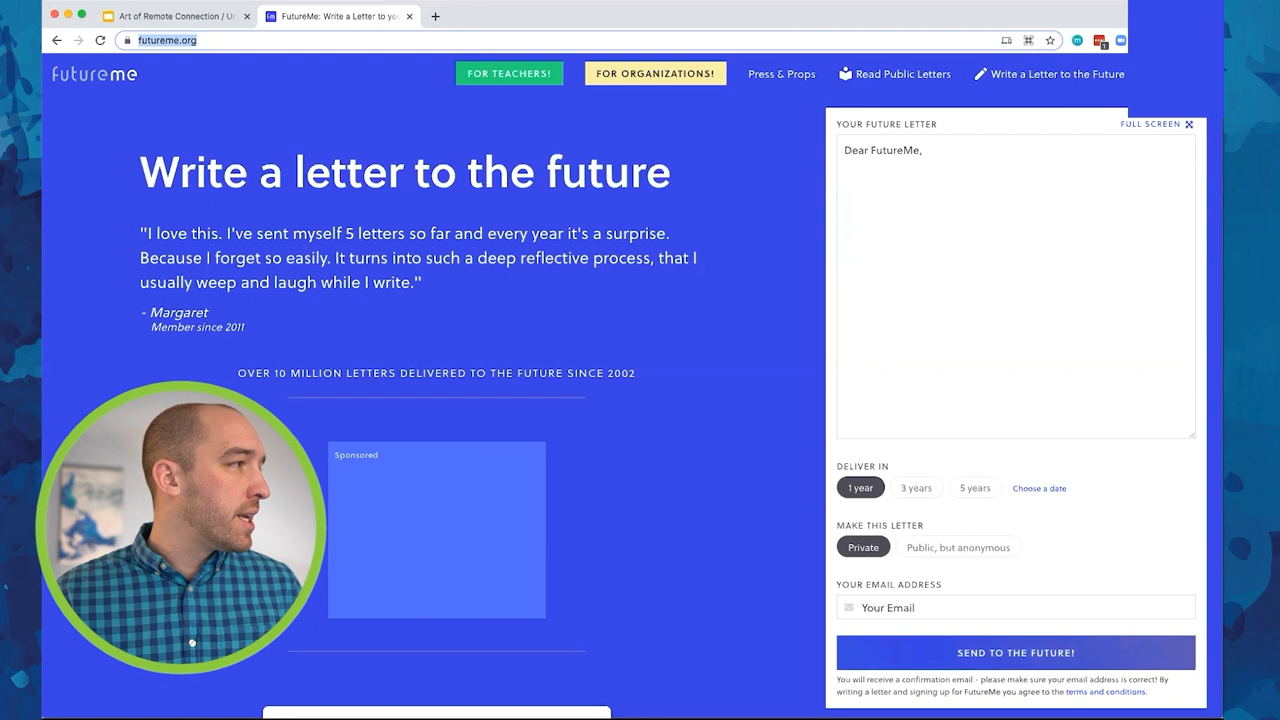 Art of Remote Connection / Ur
FutureMe: Write a Letter to yo
futureme.org
futureme
FOR TEACHERS!
FOR ORGANIZATIONS!
Press & Props
Read Public Letters
Write a Letter to the Future
Write a letter to the future
"I love this. I've sent myself 5 letters so far and every year it's a surprise.
Because I forget so easily. It turns into such a deep reflective process, that I
usually weep and laugh while I write."
- Margaret
Member since 2011
OVER 10 MILLION LETTERS DELIVERED TO THE FUTURE SINCE 2002
Sponsored
YOUR FUTURE LETTER
FULL SCREEN
Dear FutureMe,
DELIVER IN
1 year
3 years
5 years
Choose a date
MAKE THIS LETTER
Private
Public, but anonymous
YOUR EMAIL ADDRESS
Your Email
SEND TO THE FUTURE!
You will receive a confirmation email - please make sure your email address is correct! By
writing a letter and signing up for FutureMe you agree to the terms and conditions.